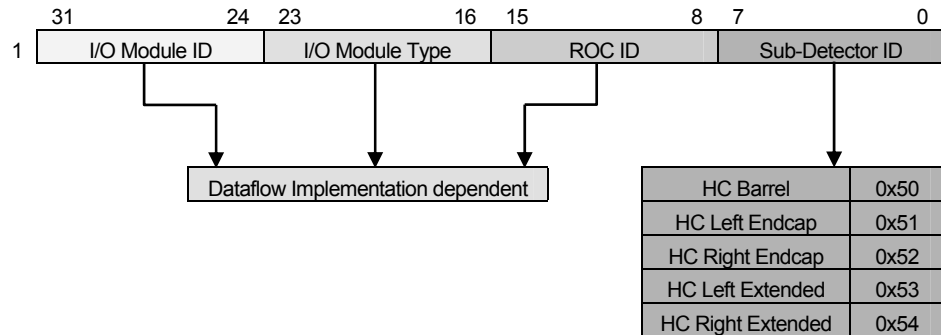 31 24 23 16 15 8 7 0
1 I/O Module ID I/O Module Type ROC ID Sub-Detector ID
Dataflow Implementation dependent
HC Barrel 0x50
HC Left Endcap 0x51
HC Right Endcap 0x52
HC Left Extended 0x53
HC Right Extended 0x54